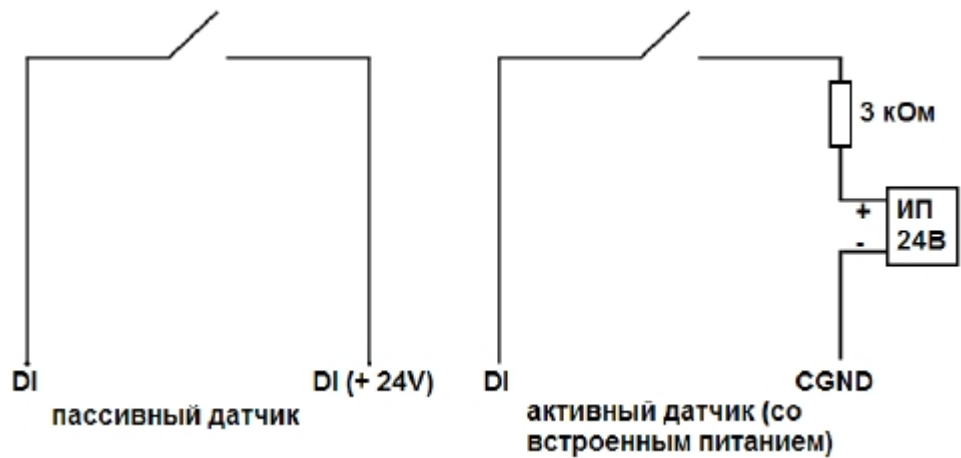 3 кОм
+ ИП
- 24В
DI DI (+ 24V) DI CGND
пассивный датчик
активный датчик (со
встроенным питанием)